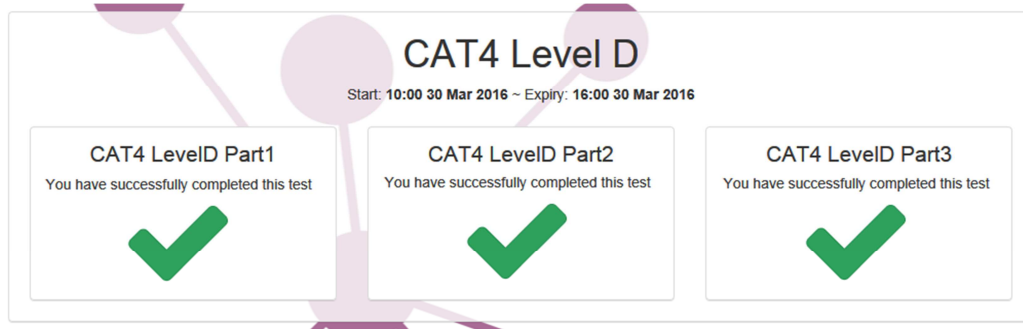 CAT4 Level D
Start: 10:00 30 Mar 2016 ~ Expiry: 16:00 30 Mar 2016
CAT4 LevelD Part1
You have successfully completed this test
CAT4 LevelD Part2
You have successfully completed this test
CAT4 LevelD Part3
You have successfully completed this test